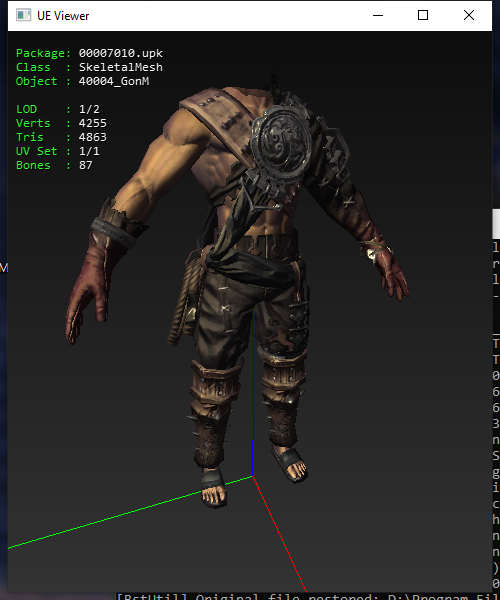 UE Viewer
Package: 00007010.upk
Class : SkeletalMesh
Object : 40004_GonM
LOD : 1/2
Verts : 4255
Tris : 4863
UV Set : 1/1
Bones : 87
[BstUtil] Original file restored: D:\Program Fil